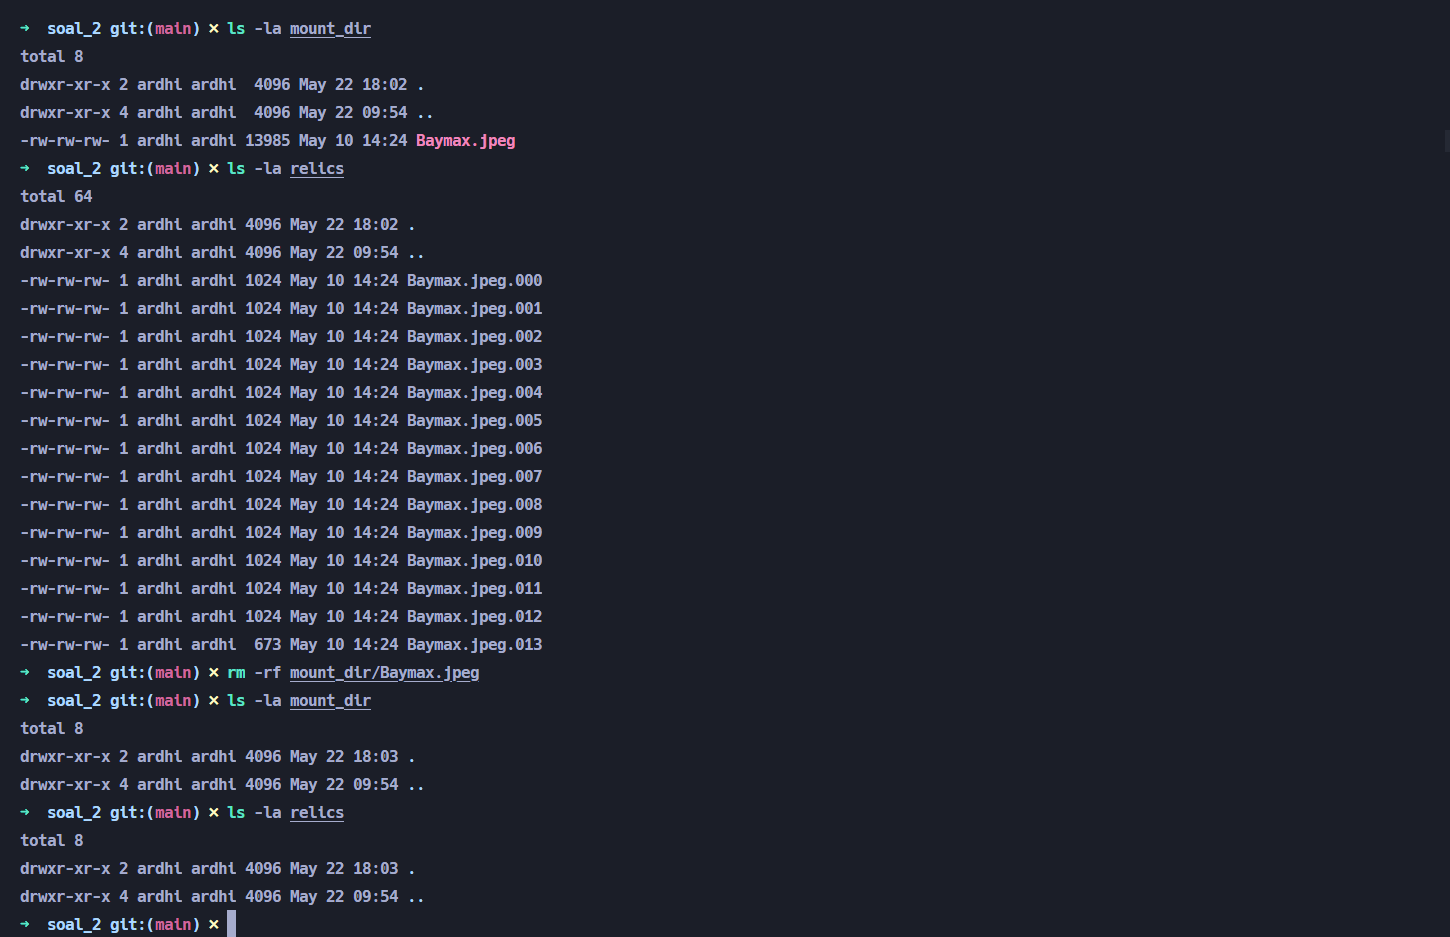 ➜  soal_2 git:(main) ✗ ls -la mount_dir
total 8
drwxr-xr-x 2 ardhi ardhi  4096 May 22 18:02 .
drwxr-xr-x 4 ardhi ardhi  4096 May 22 09:54 ..
-rw-rw-rw- 1 ardhi ardhi 13985 May 10 14:24 Baymax.jpeg
➜  soal_2 git:(main) ✗ ls -la relics
total 64
drwxr-xr-x 2 ardhi ardhi 4096 May 22 18:02 .
drwxr-xr-x 4 ardhi ardhi 4096 May 22 09:54 ..
-rw-rw-rw- 1 ardhi ardhi 1024 May 10 14:24 Baymax.jpeg.000
-rw-rw-rw- 1 ardhi ardhi 1024 May 10 14:24 Baymax.jpeg.001
-rw-rw-rw- 1 ardhi ardhi 1024 May 10 14:24 Baymax.jpeg.002
-rw-rw-rw- 1 ardhi ardhi 1024 May 10 14:24 Baymax.jpeg.003
-rw-rw-rw- 1 ardhi ardhi 1024 May 10 14:24 Baymax.jpeg.004
-rw-rw-rw- 1 ardhi ardhi 1024 May 10 14:24 Baymax.jpeg.005
-rw-rw-rw- 1 ardhi ardhi 1024 May 10 14:24 Baymax.jpeg.006
-rw-rw-rw- 1 ardhi ardhi 1024 May 10 14:24 Baymax.jpeg.007
-rw-rw-rw- 1 ardhi ardhi 1024 May 10 14:24 Baymax.jpeg.008
-rw-rw-rw- 1 ardhi ardhi 1024 May 10 14:24 Baymax.jpeg.009
-rw-rw-rw- 1 ardhi ardhi 1024 May 10 14:24 Baymax.jpeg.010
-rw-rw-rw- 1 ardhi ardhi 1024 May 10 14:24 Baymax.jpeg.011
-rw-rw-rw- 1 ardhi ardhi 1024 May 10 14:24 Baymax.jpeg.012
-rw-rw-rw- 1 ardhi ardhi  673 May 10 14:24 Baymax.jpeg.013
➜  soal_2 git:(main) ✗ rm -rf mount_dir/Baymax.jpeg
➜  soal_2 git:(main) ✗ ls -la mount_dir
total 8
drwxr-xr-x 2 ardhi ardhi 4096 May 22 18:03 .
drwxr-xr-x 4 ardhi ardhi 4096 May 22 09:54 ..
➜  soal_2 git:(main) ✗ ls -la relics
total 8
drwxr-xr-x 2 ardhi ardhi 4096 May 22 18:03 .
drwxr-xr-x 4 ardhi ardhi 4096 May 22 09:54 ..
➜  soal_2 git:(main) ✗